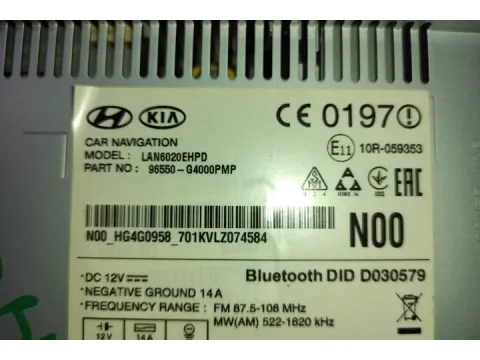 KIA
CE 0197
CAR NAVIGATION
MODEL : LAN6020EHPD
PART NO : 96550-G4000PMP
E11 10R-059353
EAC
N00_HG4G0958_701KVLZ074584
N00
*DC 12V
Bluetooth DID D030579
*NEGATIVE GROUND 14A
*FREQUENCY RANGE : FM 87.5-108 MHz
MW(AM) 522-1620 kHz
12V
14A